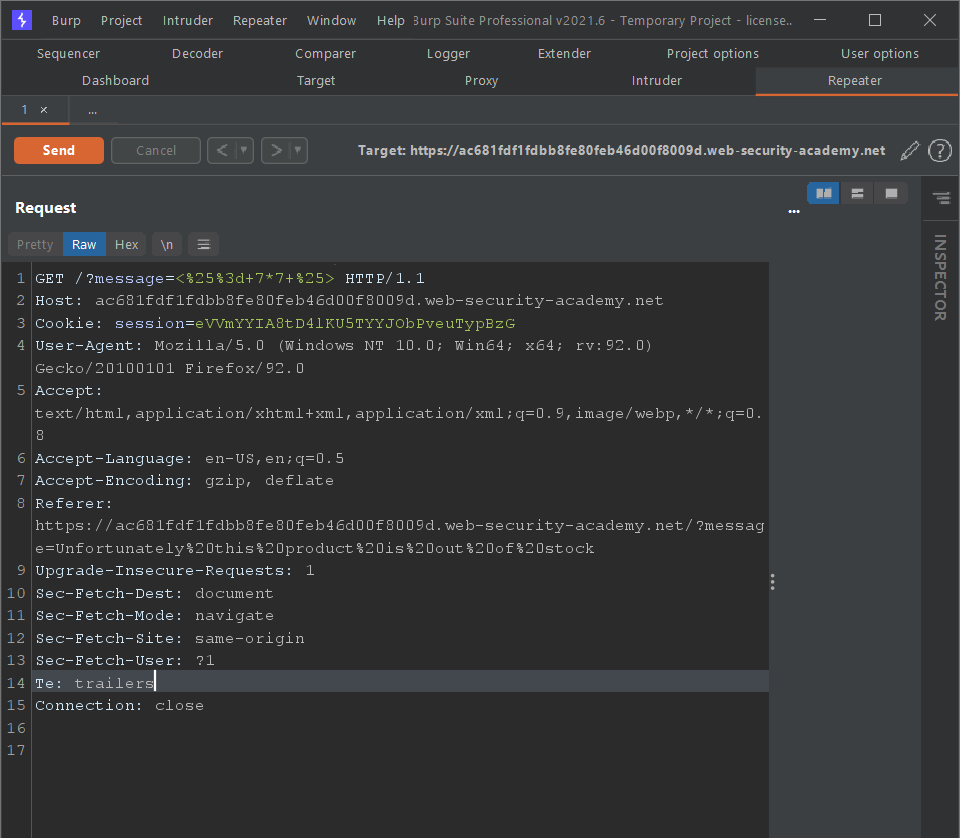 Burp Project Intruder Repeater Window Help Burp Suite Professional v2021.6 - Temporary Project - license..
Sequencer Decoder Comparer Logger Extender Project options User options
Dashboard Target Proxy Intruder Repeater
1 × ...
Send Cancel < ▼ > ▼ Target: https://ac681fdf1fdbb8fe80feb46d00f8009d.web-security-academy.net ?
Request
...
Pretty Raw Hex \n
INSPECTOR
1 GET /?message=<%25%3d+7*7+%25> HTTP/1.1
2 Host: ac681fdf1fdbb8fe80feb46d00f8009d.web-security-academy.net
3 Cookie: session=eVVmYYIA8tD4lKU5TYYJObPveuTypBzG
4 User-Agent: Mozilla/5.0 (Windows NT 10.0; Win64; x64; rv:92.0)
Gecko/20100101 Firefox/92.0
5 Accept:
text/html,application/xhtml+xml,application/xml;q=0.9,image/webp,*/*;q=0.
8
6 Accept-Language: en-US,en;q=0.5
7 Accept-Encoding: gzip, deflate
8 Referer:
https://ac681fdf1fdbb8fe80feb46d00f8009d.web-security-academy.net/?messag
e=Unfortunately%20this%20product%20is%20out%20of%20stock
9 Upgrade-Insecure-Requests: 1
10 Sec-Fetch-Dest: document
11 Sec-Fetch-Mode: navigate
12 Sec-Fetch-Site: same-origin
13 Sec-Fetch-User: ?1
14 Te: trailers
15 Connection: close
16
17